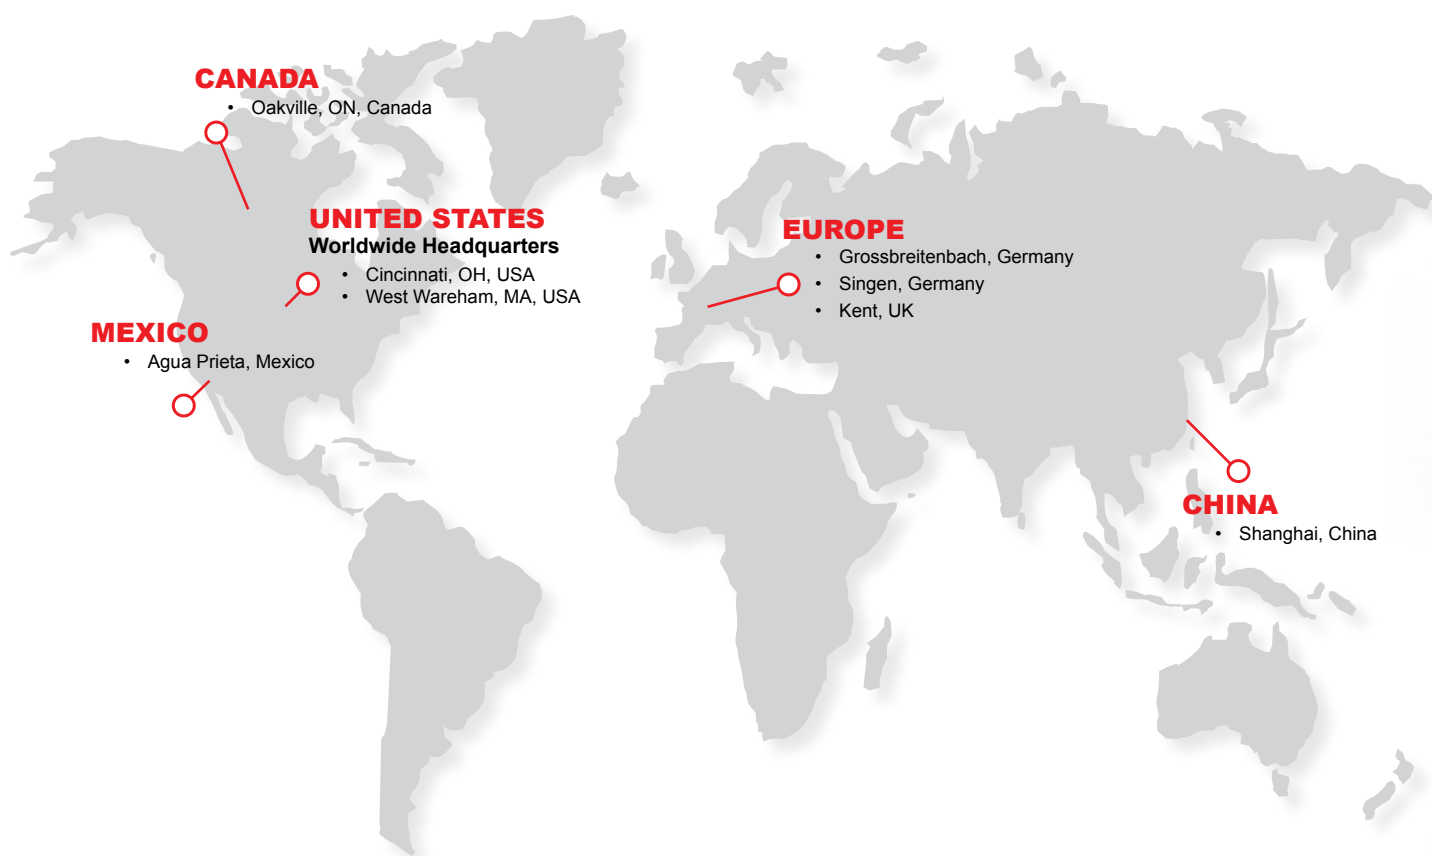 CANADA
• Oakville, ON, Canada
UNITED STATES
Worldwide Headquarters
• Cincinnati, OH, USA
• West Wareham, MA, USA
MEXICO
• Agua Prieta, Mexico
EUROPE
• Grossbreitenbach, Germany
• Singen, Germany
• Kent, UK
CHINA
• Shanghai, China